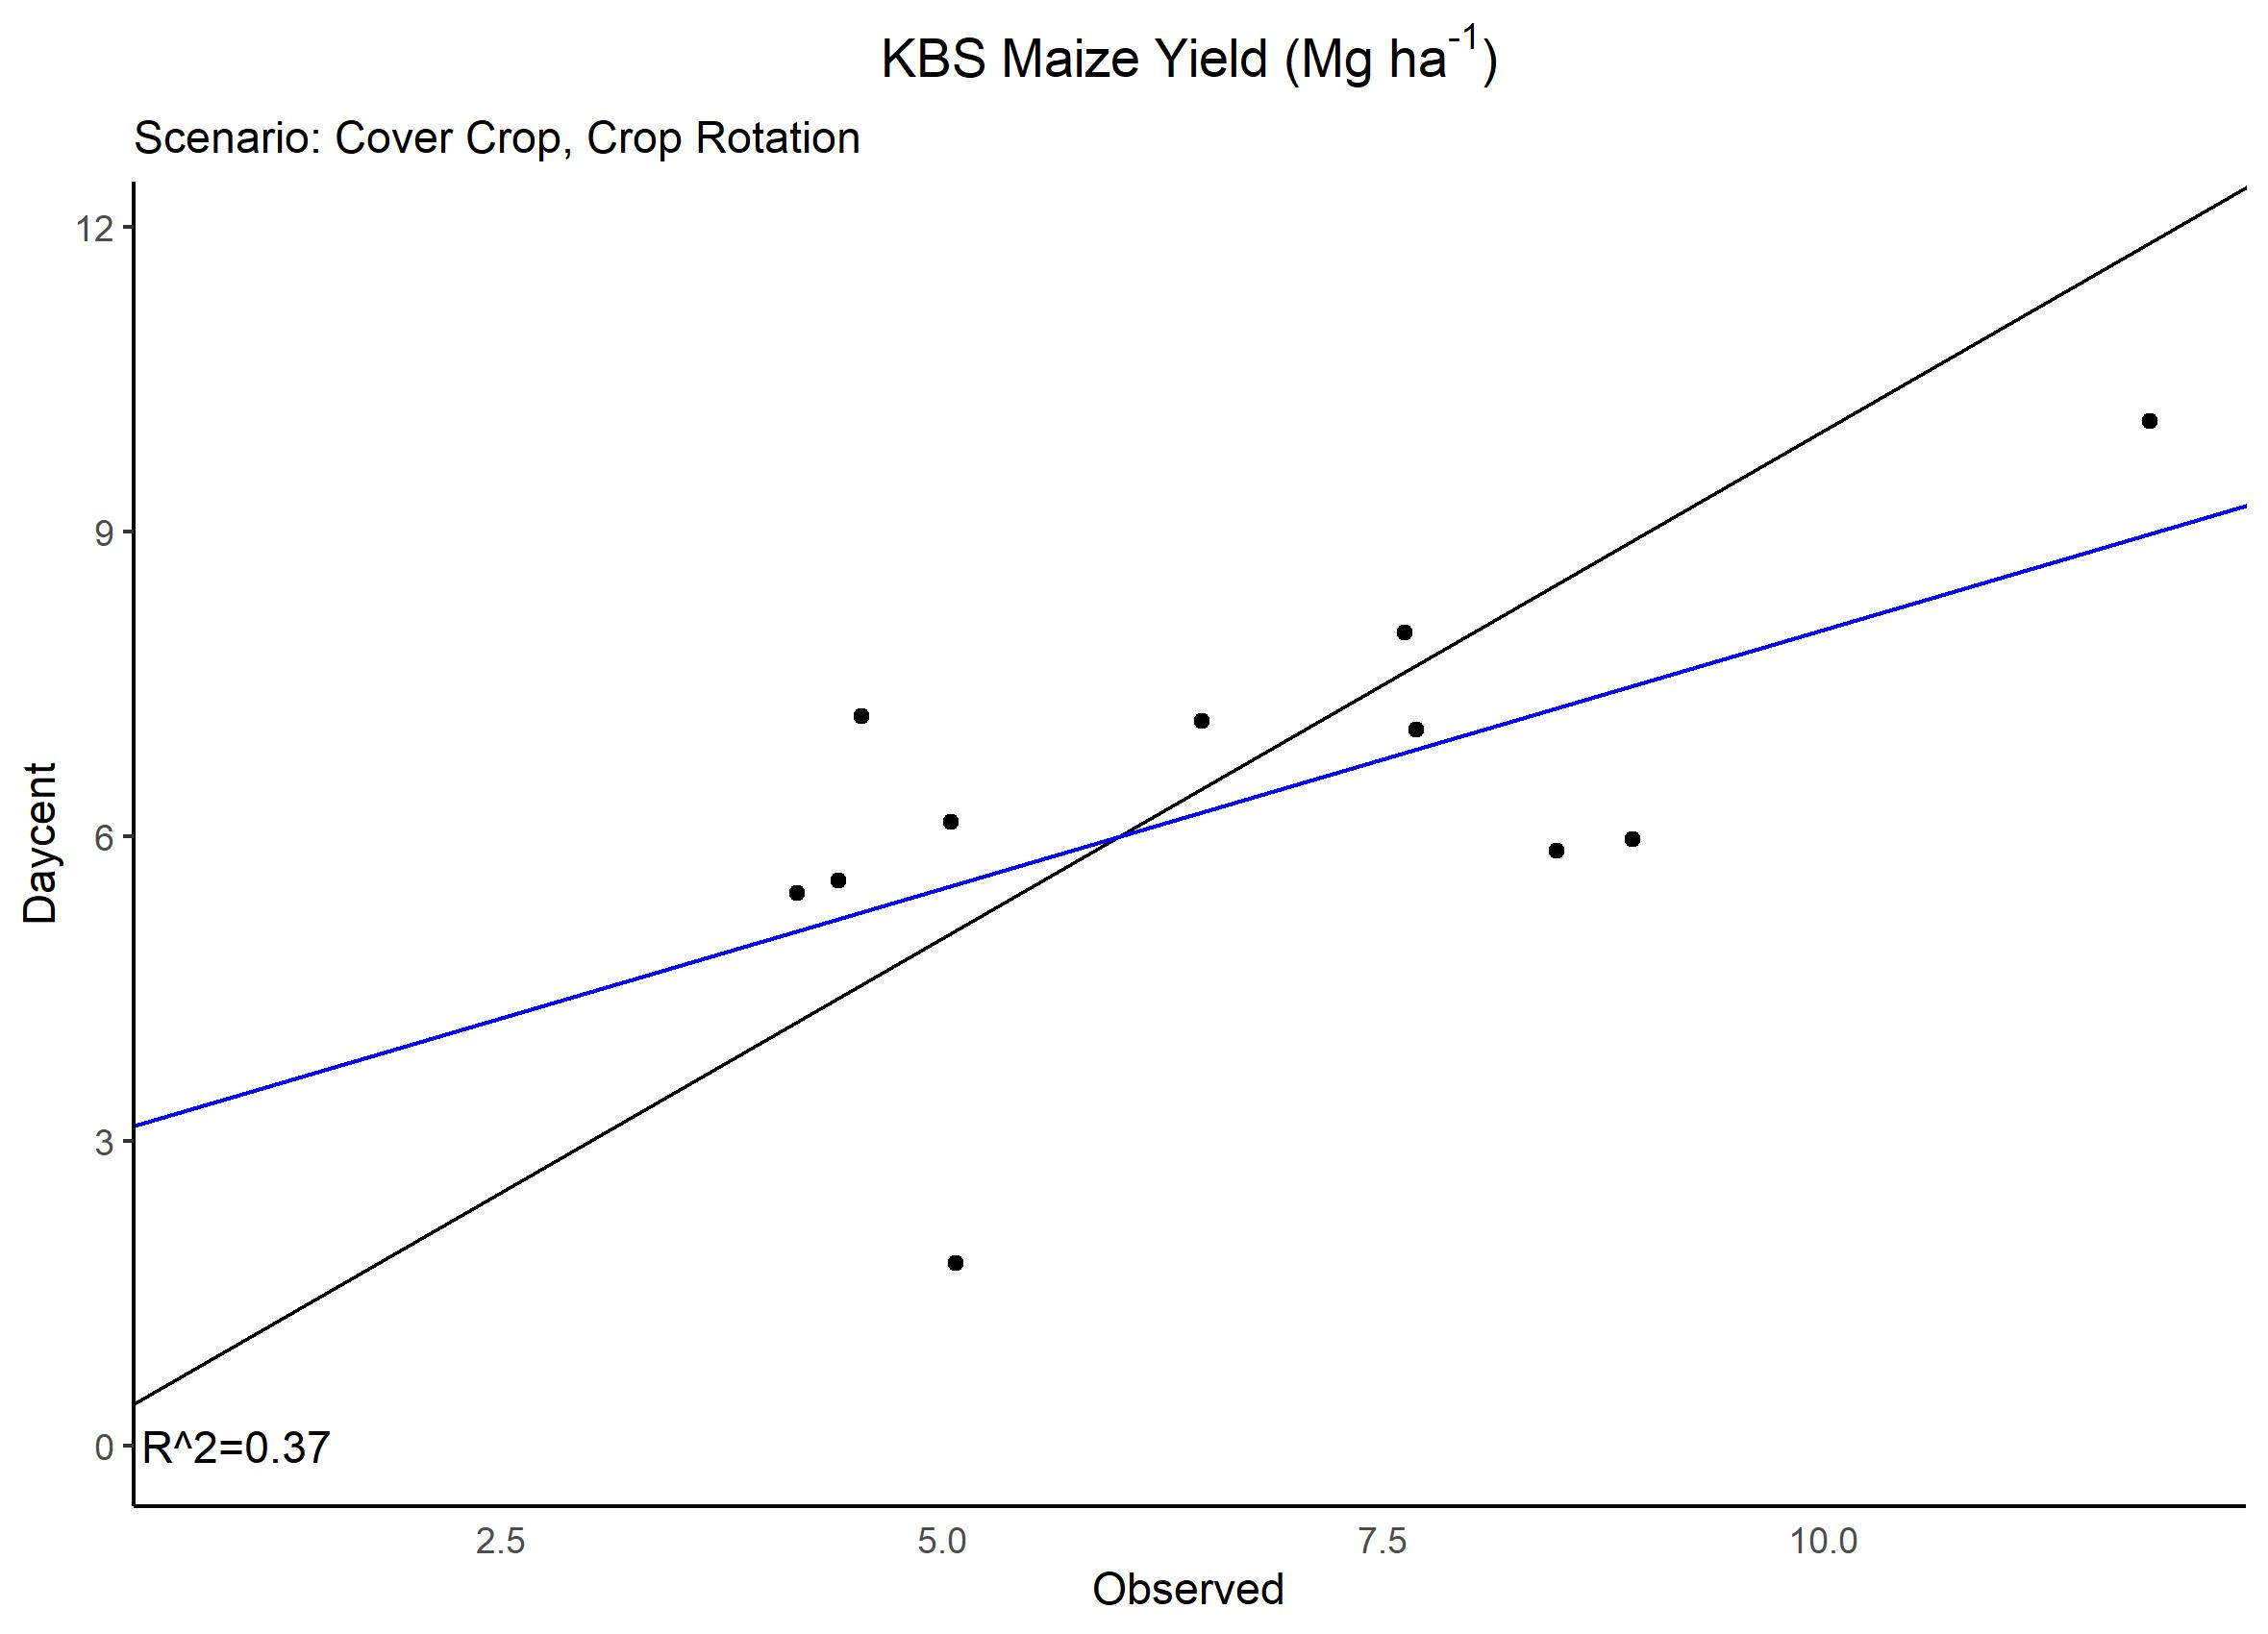 KBS Maize Yield (Mg ha⁻¹)
Scenario: Cover Crop, Crop Rotation
12
9
6
3
0
Daycent
R^2=0.37
2.5 5.0 7.5 10.0
Observed